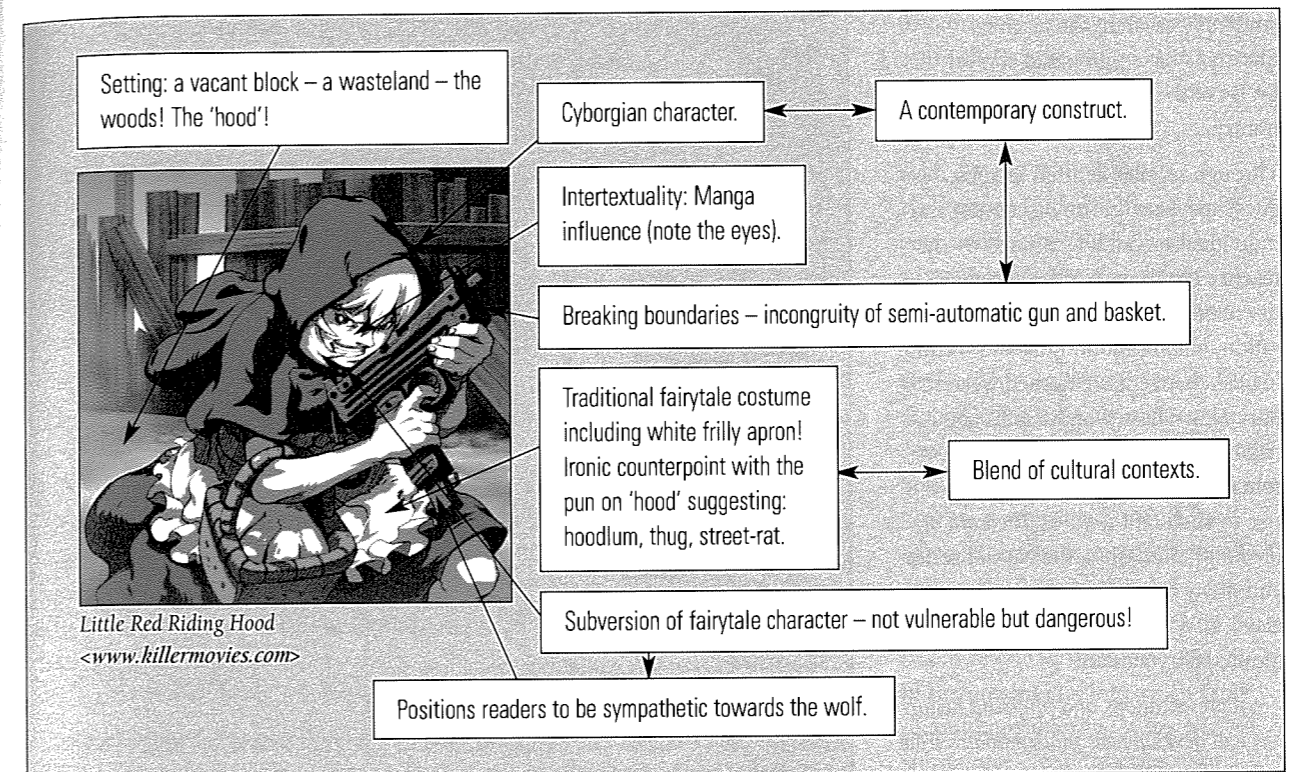 Setting: a vacant block – a wasteland – the
woods! The 'hood'!
Cyborgian character.
A contemporary construct.
Intertextuality: Manga
influence (note the eyes).
Breaking boundaries – incongruity of semi-automatic gun and basket.
Traditional fairytale costume
including white frilly apron!
Ironic counterpoint with the
pun on 'hood' suggesting:
hoodlum, thug, street-rat.
Blend of cultural contexts.
Little Red Riding Hood
<www.killermovies.com>
Subversion of fairytale character – not vulnerable but dangerous!
Positions readers to be sympathetic towards the wolf.